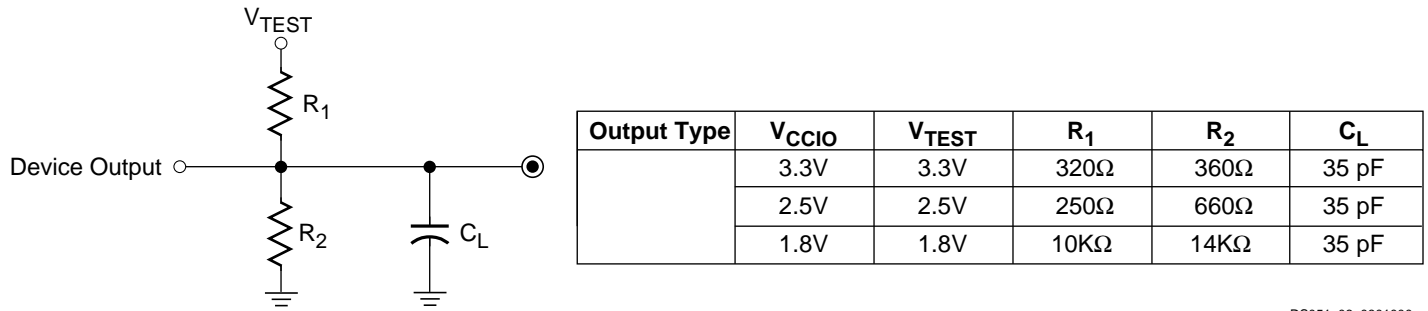 VTEST
R1
Device Output
R2
CL
Output Type VCCIO VTEST R1 R2 CL
3.3V 3.3V 320Ω 360Ω 35 pF
2.5V 2.5V 250Ω 660Ω 35 pF
1.8V 1.8V 10KΩ 14KΩ 35 pF